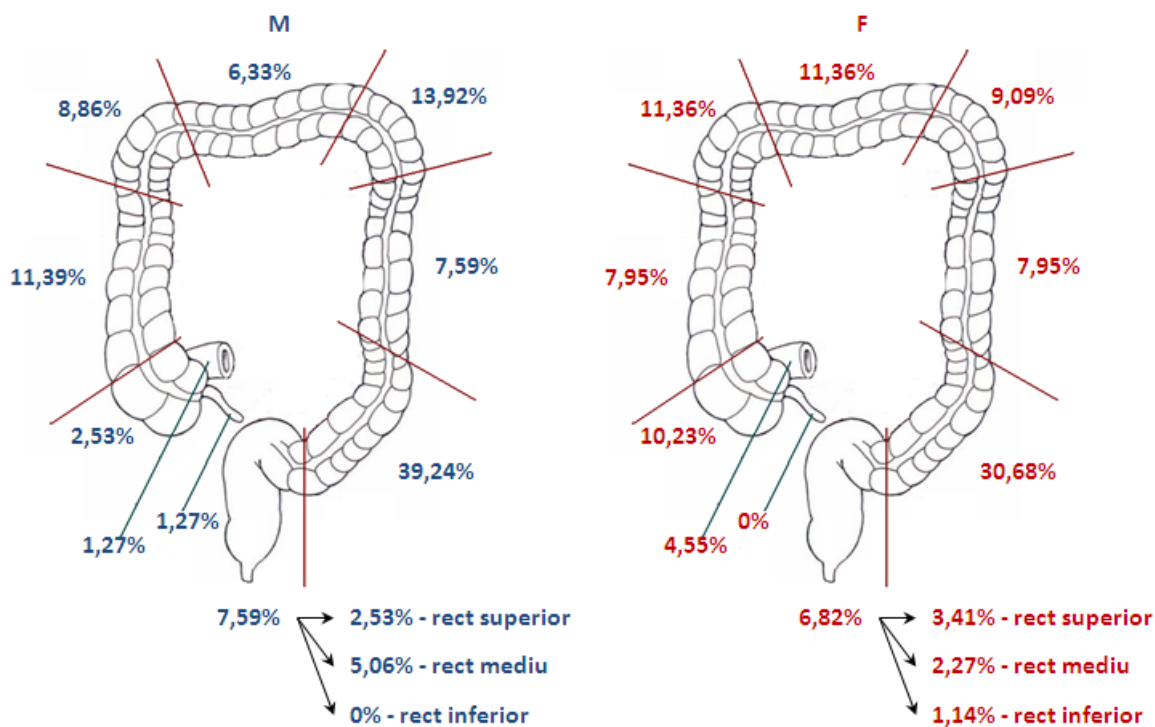 M
6,33%
8,86%
13,92%
11,39%
7,59%
2,53%
39,24%
1,27%
1,27%
7,59%
2,53% - rect superior
5,06% - rect mediu
0% - rect inferior
F
11,36%
11,36%
9,09%
7,95%
7,95%
10,23%
30,68%
0%
4,55%
6,82%
3,41% - rect superior
2,27% - rect mediu
1,14% - rect inferior